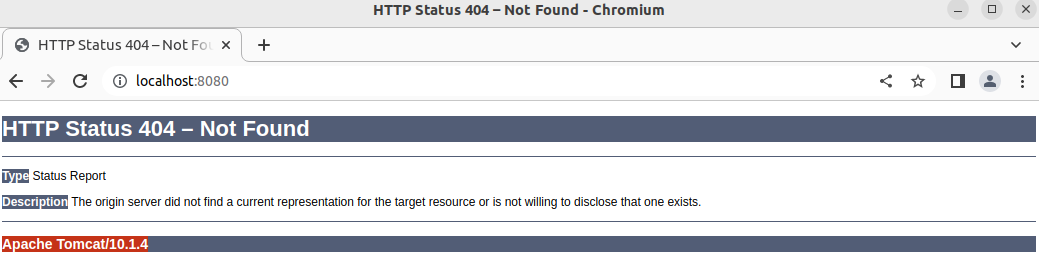 HTTP Status 404 – Not Found - Chromium
HTTP Status 404 – Not Fou
localhost:8080
HTTP Status 404 – Not Found
Type Status Report
Description The origin server did not find a current representation for the target resource or is not willing to disclose that one exists.
Apache Tomcat/10.1.4